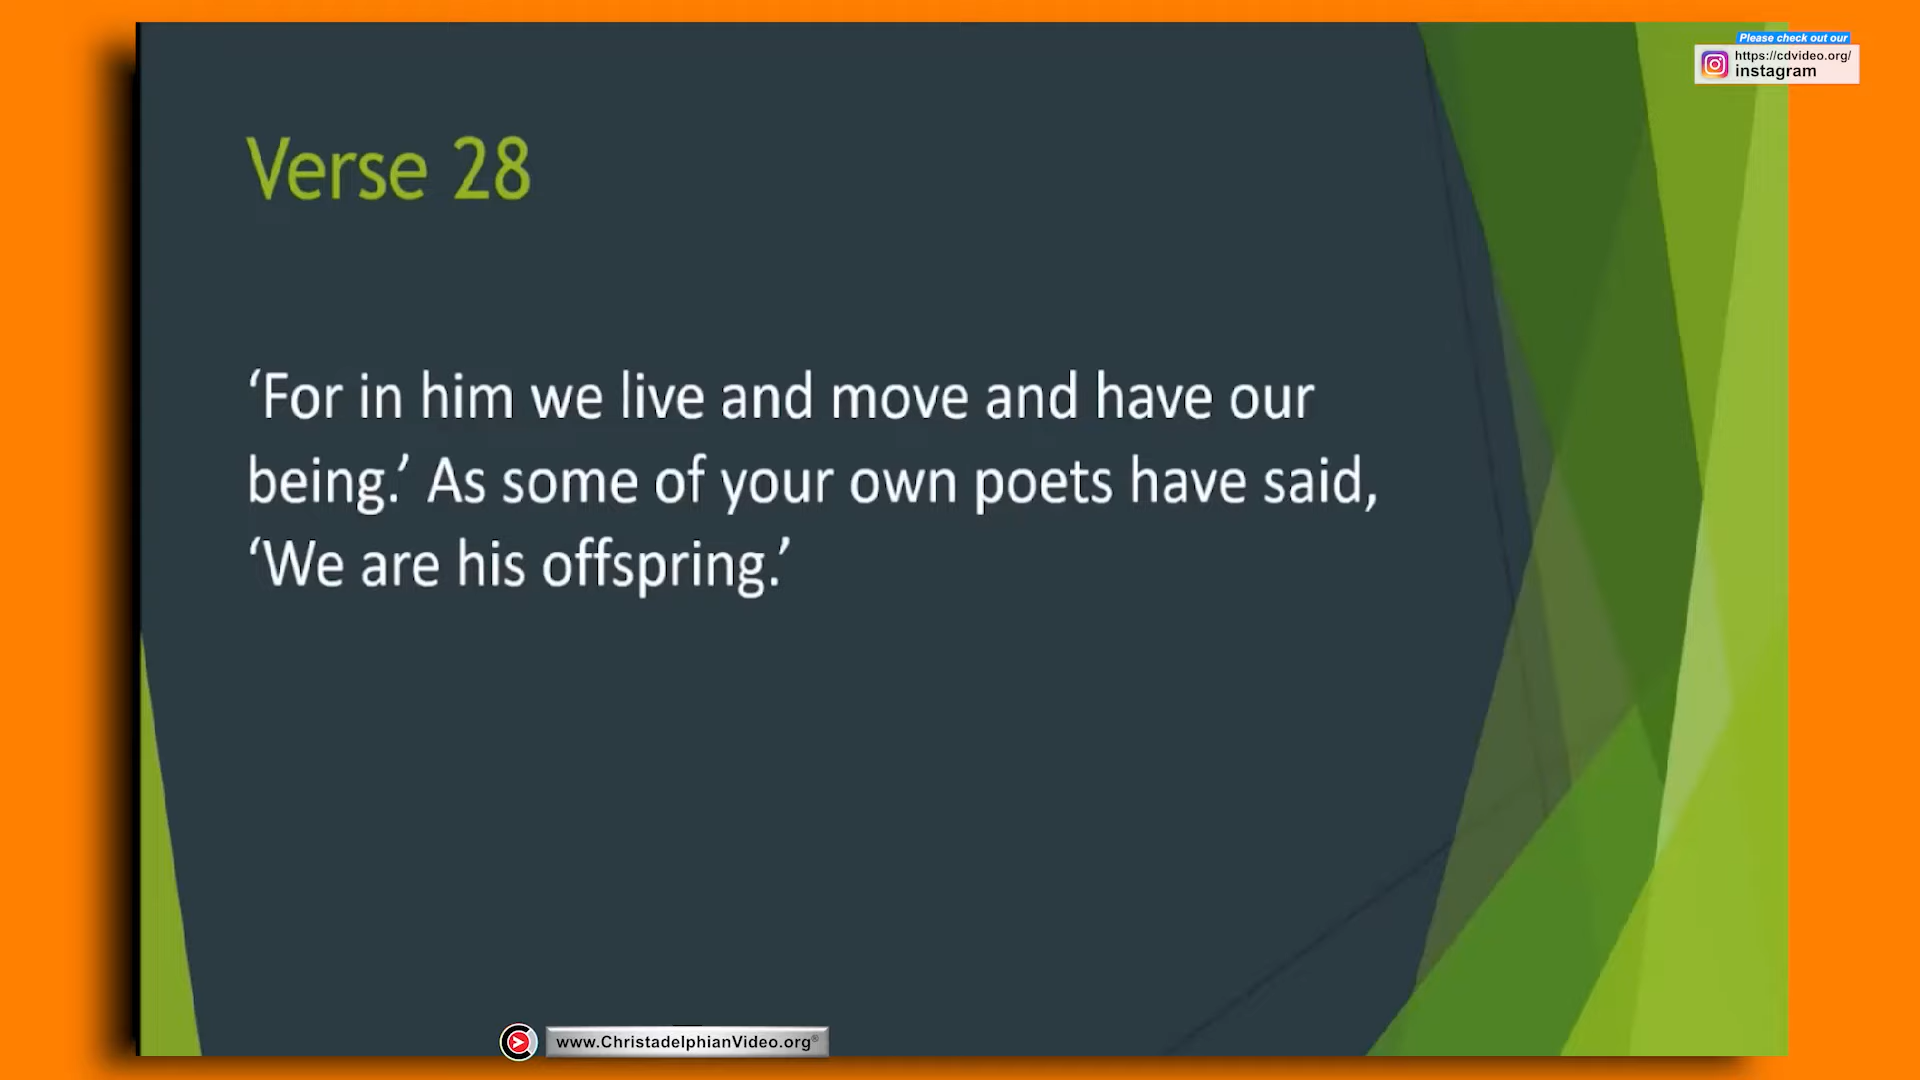 Please check out our
https://cdvideo.org/
instagram
Verse 28
‘For in him we live and move and have our
being.’ As some of your own poets have said,
‘We are his offspring.’
www.ChristadelphianVideo.org®